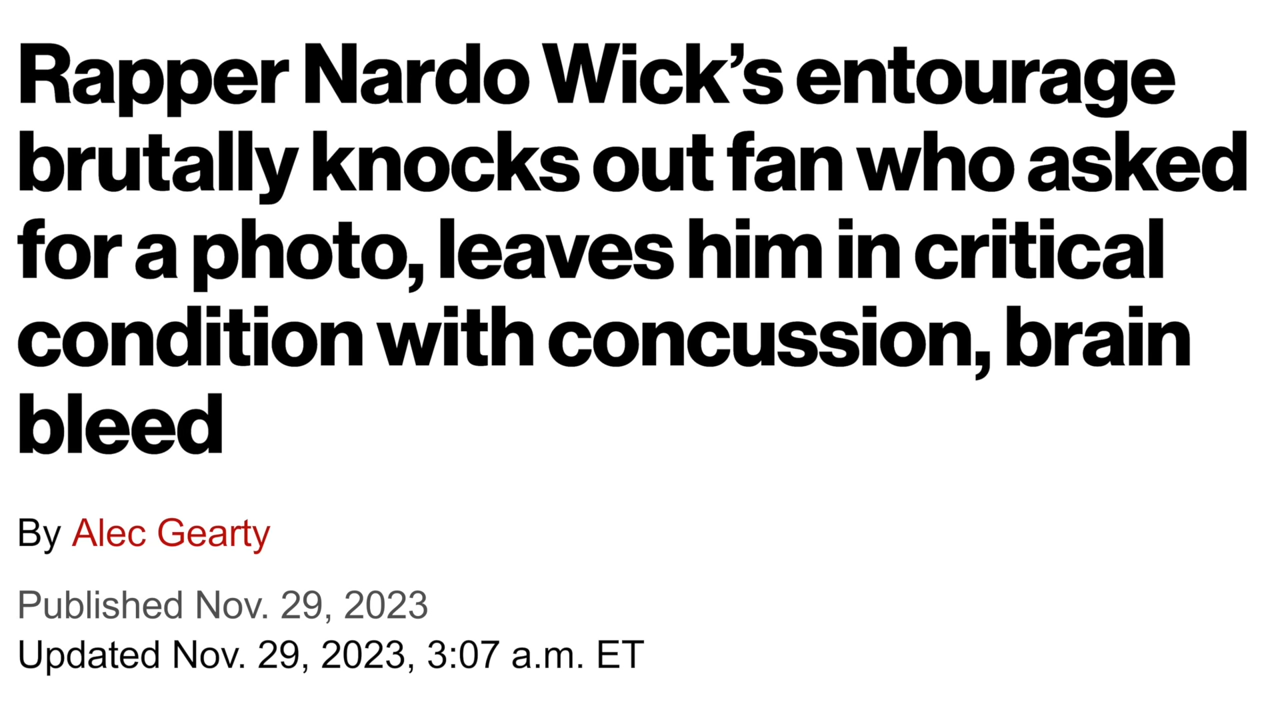 Rapper Nardo Wick’s entourage
brutally knocks out fan who asked
for a photo, leaves him in critical
condition with concussion, brain
bleed
By Alec Gearty
Published Nov. 29, 2023
Updated Nov. 29, 2023, 3:07 a.m. ET